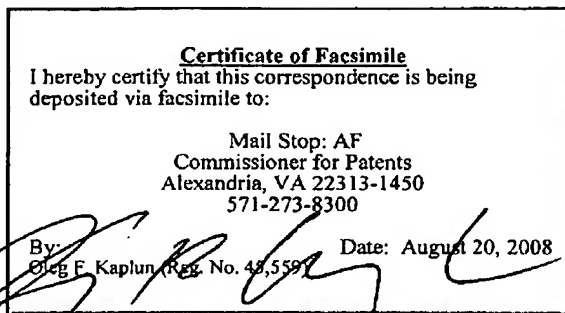 Certificate of Facsimile
I hereby certify that this correspondence is being
deposited via facsimile to:
Mail Stop: AF
Commissioner for Patents
Alexandria, VA 22313-1450
571-273-8300
By: Date: August 20, 2008
Oleg F. Kaplun (Reg. No. 45,559)